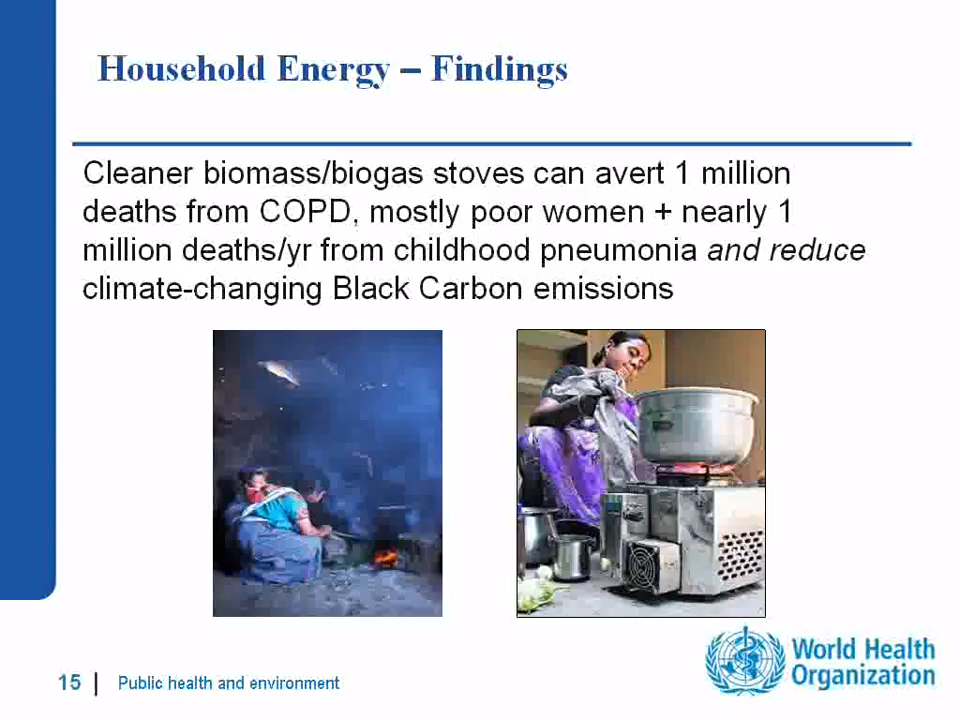 Household Energy – Findings
Cleaner biomass/biogas stoves can avert 1 million
deaths from COPD, mostly poor women + nearly 1
million deaths/yr from childhood pneumonia and reduce
climate-changing Black Carbon emissions
World Health
Organization
15 | Public health and environment